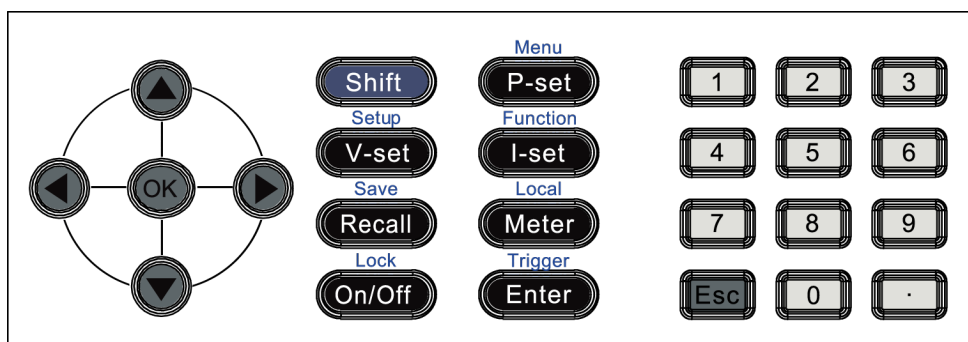 Menu
Shift P-set 1 2 3
Setup Function
V-set I-set 4 5 6
OK
Save Local
Recall Meter 7 8 9
Lock Trigger
On/Off Enter Esc 0 .